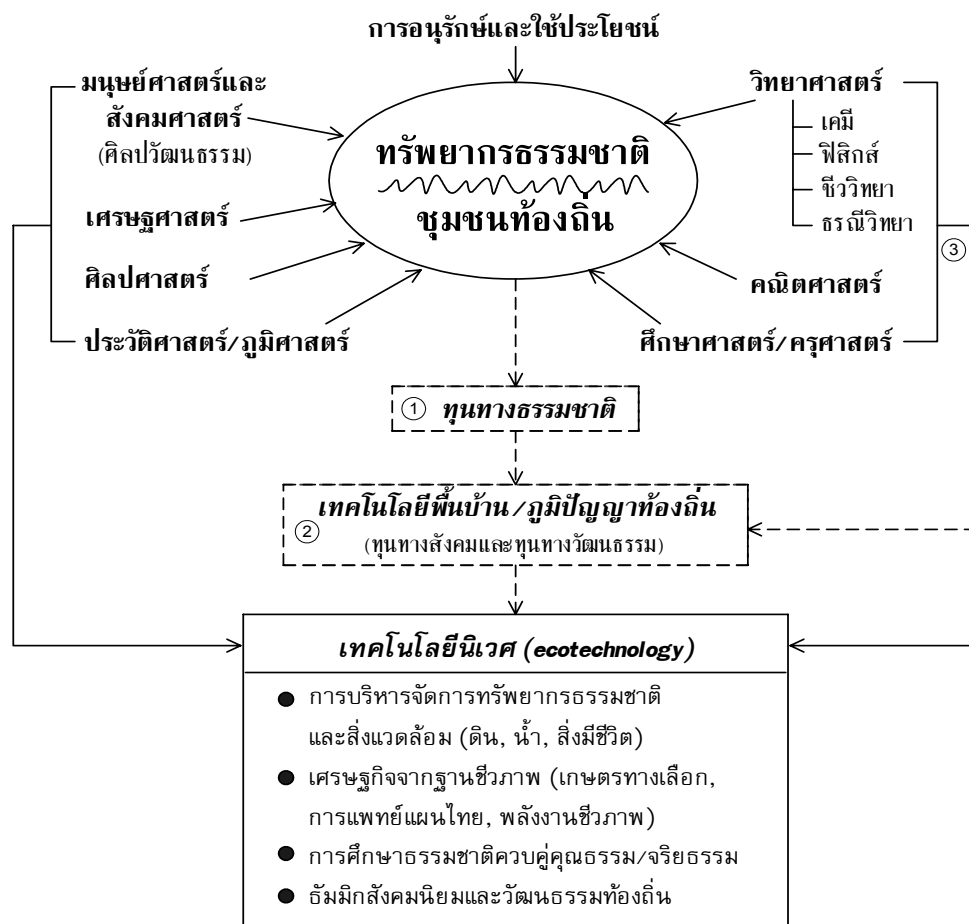 การอนุรักษ์และใช้ประโยชน์
มนุษย์ศาสตร์และ
สังคมศาสตร์
(ศิลปวัฒนธรรม)
เศรษฐศาสตร์
ศิลปศาสตร์
ประวัติศาสตร์/ภูมิศาสตร์
ทรัพยากรธรรมชาติ
ชุมชนท้องถิ่น
วิทยาศาสตร์
เคมี
ฟิสิกส์
ชีววิทยา
ธรณีวิทยา
③
คณิตศาสตร์
ศึกษาศาสตร์/ครุศาสตร์
① ทุนทางธรรมชาติ
② เทคโนโลยีพื้นบ้าน/ภูมิปัญญาท้องถิ่น
(ทุนทางสังคมและทุนทางวัฒนธรรม)
เทคโนโลยีนิเวศ (ecotechnology)
● การบริหารจัดการทรัพยากรธรรมชาติ
และสิ่งแวดล้อม (ดิน, น้ำ, สิ่งมีชีวิต)
● เศรษฐกิจจากฐานชีวภาพ (เกษตรทางเลือก,
การแพทย์แผนไทย, พลังงานชีวภาพ)
● การศึกษาธรรมชาติควบคู่คุณธรรม/จริยธรรม
● ธัมมิกสังคมนิยมและวัฒนธรรมท้องถิ่น